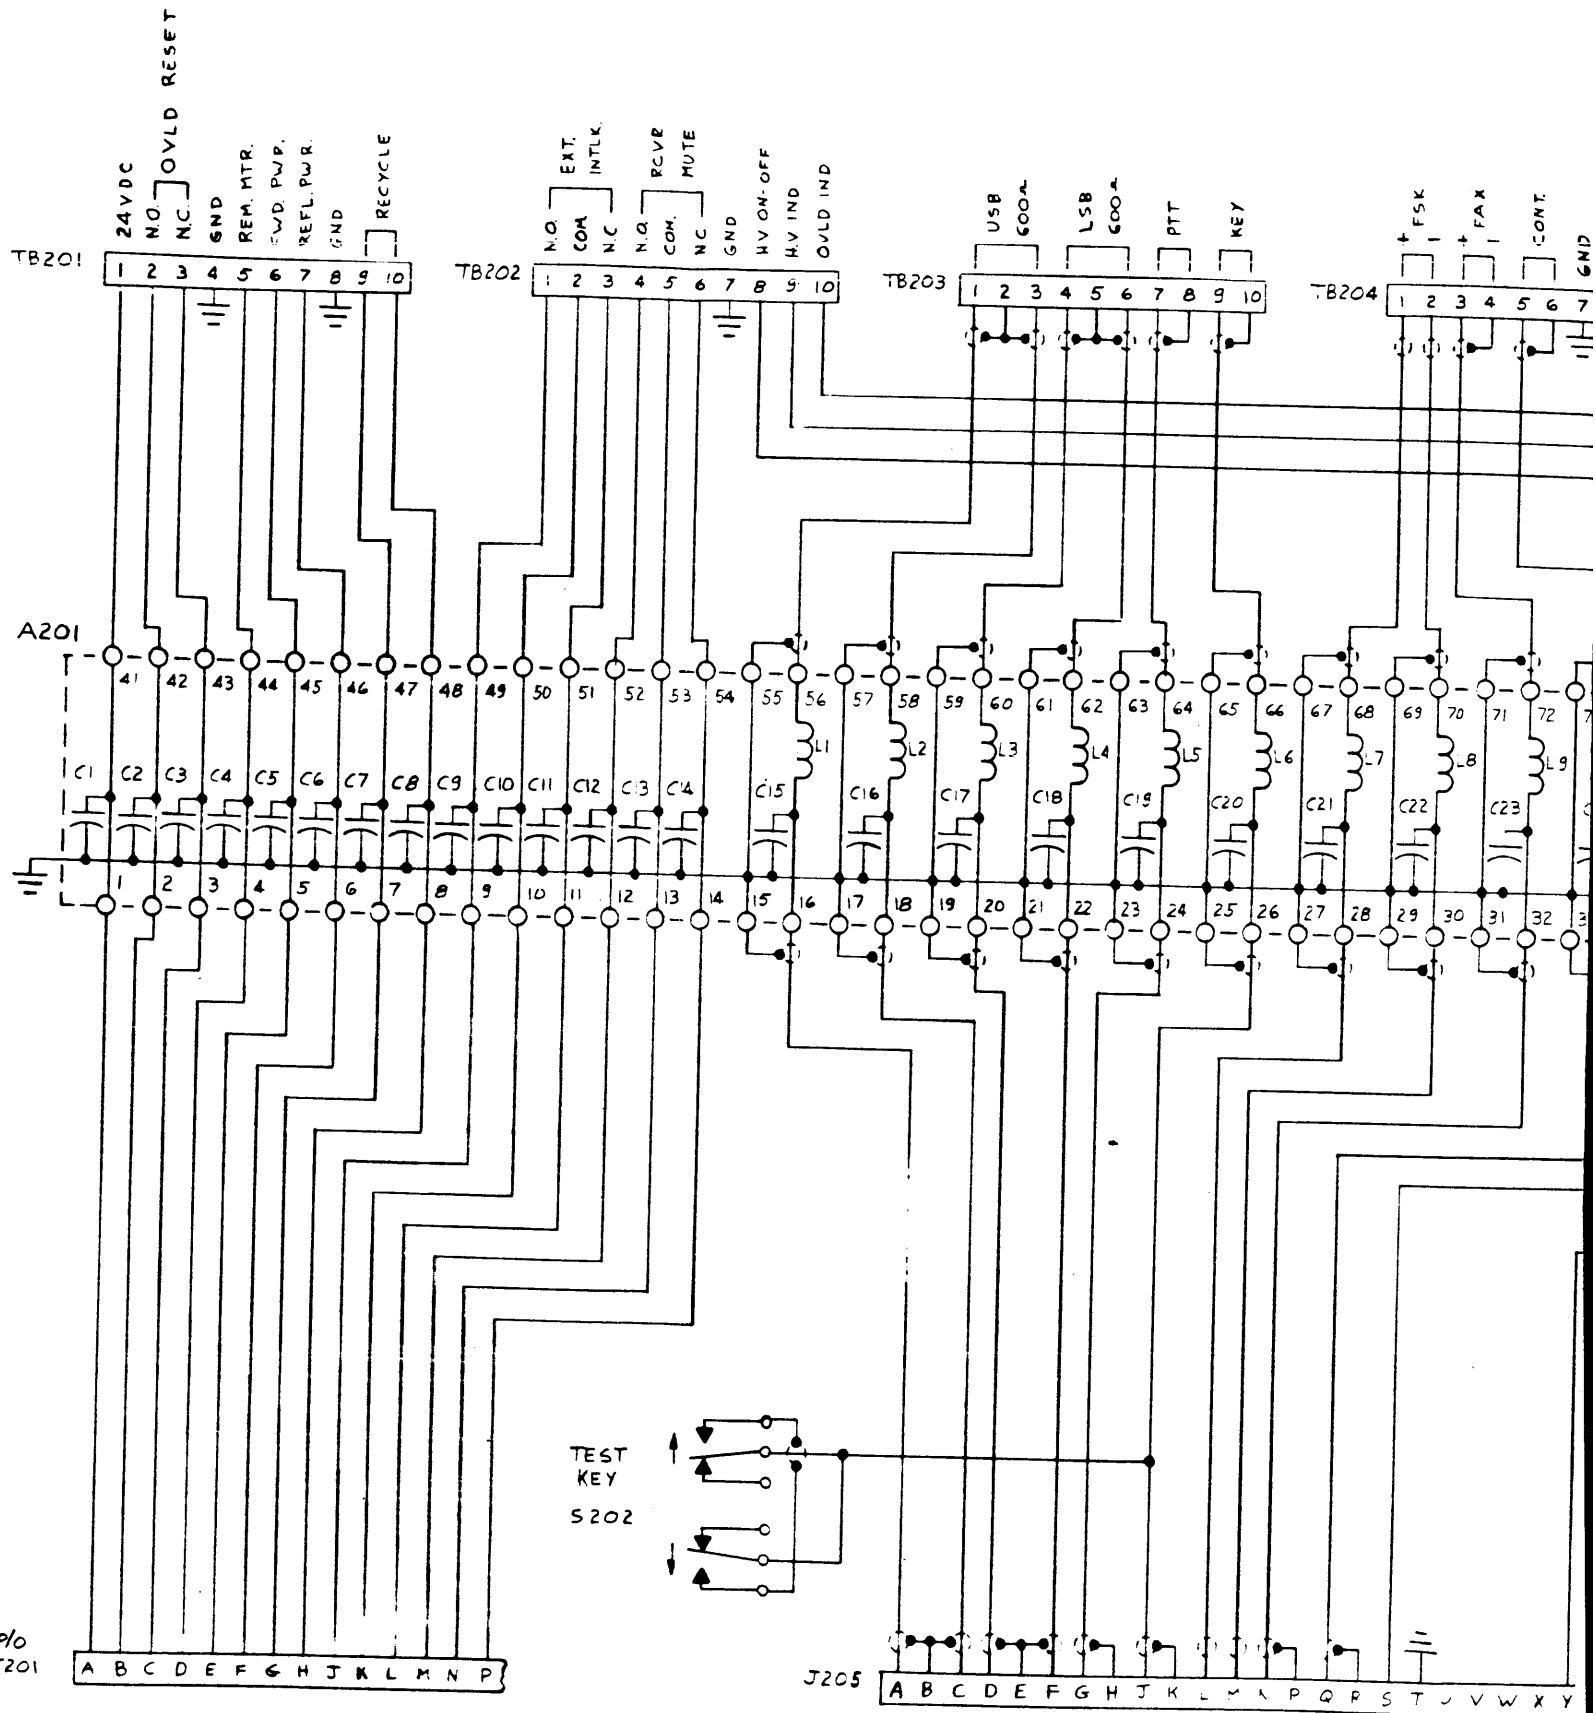 OVLD RESET
24VDC
N.O.
N.C.
GND
REM. MTR.
FWD. PWR.
REFL. PWR.
GND
RECYCLE
EXT.
INTLK.
N.O.
COM
N.C
RCVR
MUTE
N.O.
COM.
NC
GND
HV ON-OFF
H.V IND
OVLD IND
USB
600Ω
LSB
600Ω
PTT
KEY
+ FSK -
+ FAX -
CONT.
GND
TB201
1 2 3 4 5 6 7 8 9 10
TB202
1 2 3 4 5 6 7 8 9 10
TB203
1 2 3 4 5 6 7 8 9 10
TB204
1 2 3 4 5 6 7
A201
41 42 43 44 45 46 47 48 49 50 51 52 53 54 55 56 57 58 59 60 61 62 63 64 65 66 67 68 69 70 71 72
L1 L2 L3 L4 L5 L6 L7 L8 L9
C1 C2 C3 C4 C5 C6 C7 C8 C9 C10 C11 C12 C13 C14 C15 C16 C17 C18 C19 C20 C21 C22 C23
1 2 3 4 5 6 7 8 9 10 11 12 13 14 15 16 17 18 19 20 21 22 23 24 25 26 27 28 29 30 31 32
TEST
KEY
S202
P/O
J201
A B C D E F G H J K L M N P
J205
A B C D E F G H J K L M N P Q R S T U V W X Y